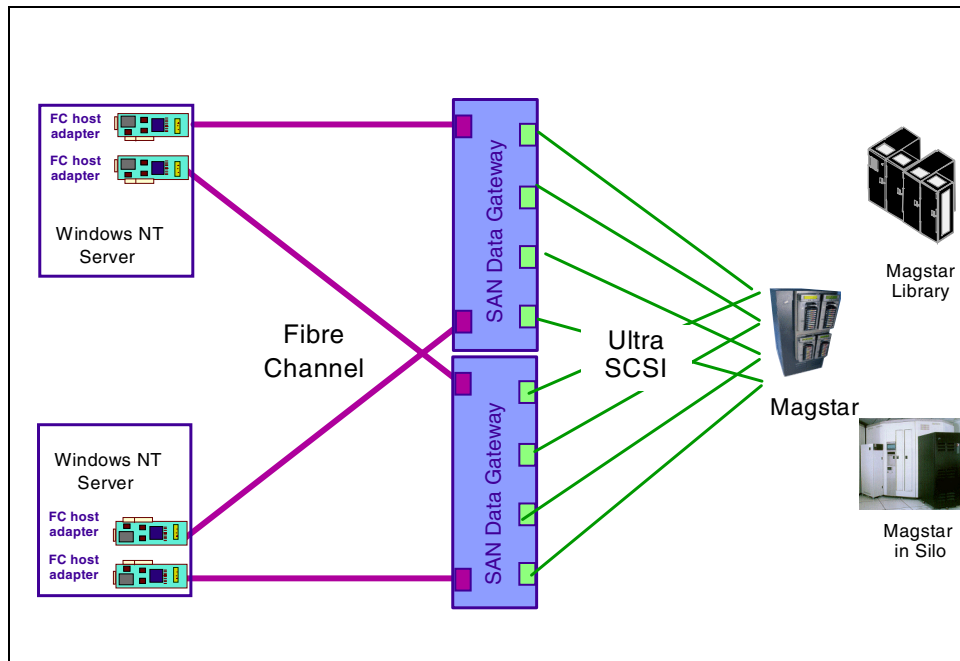 FC host
adapter
FC host
adapter
Windows NT
Server
SAN Data Gateway
Fibre
Channel
Ultra
SCSI
Magstar
Library
Magstar
SAN Data Gateway
Windows NT
Server
FC host
adapter
FC host
adapter
Magstar
in Silo